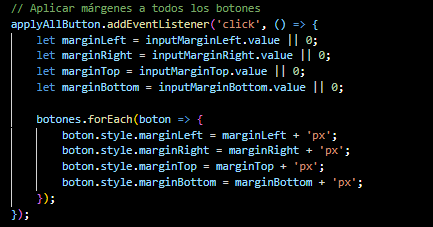 // Aplicar márgenes a todos los botones
applyAllButton.addEventListener('click', () => {
    let marginLeft = inputMarginLeft.value || 0;
    let marginRight = inputMarginRight.value || 0;
    let marginTop = inputMarginTop.value || 0;
    let marginBottom = inputMarginBottom.value || 0;

    botones.forEach(boton => {
        boton.style.marginLeft = marginLeft + 'px';
        boton.style.marginRight = marginRight + 'px';
        boton.style.marginTop = marginTop + 'px';
        boton.style.marginBottom = marginBottom + 'px';
    });
});